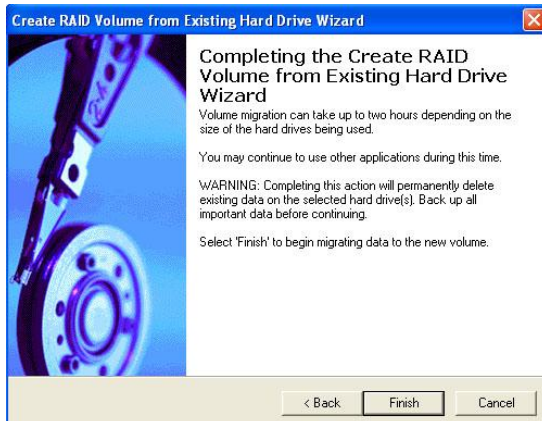 Create RAID Volume from Existing Hard Drive Wizard
Completing the Create RAID
Volume from Existing Hard Drive
Wizard
Volume migration can take up to two hours depending on the
size of the hard drives being used.
You may continue to use other applications during this time.
WARNING: Completing this action will permanently delete
existing data on the selected hard drive(s). Back up all
important data before continuing.
Select 'Finish' to begin migrating data to the new volume.
< Back
Finish
Cancel